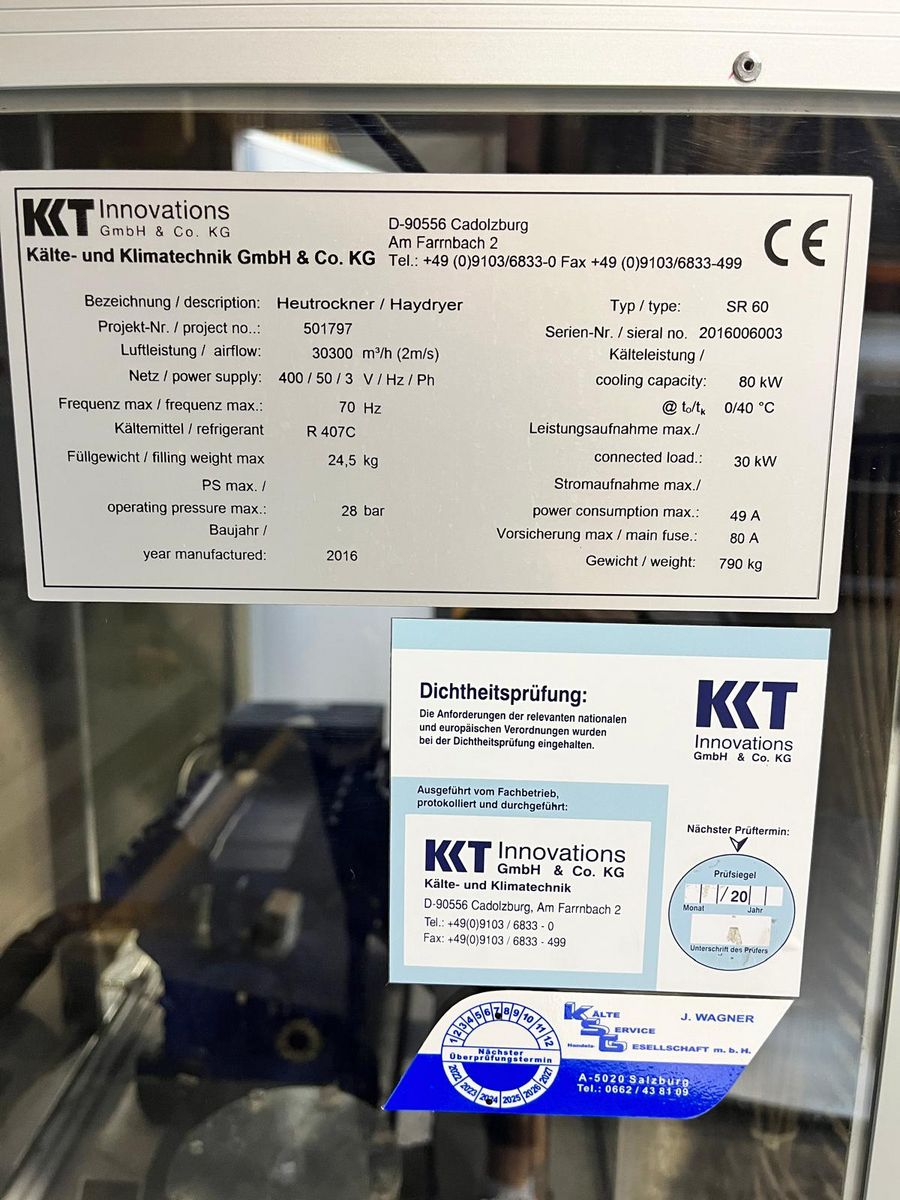 KKT Innovations
GmbH & Co. KG
Kälte- und Klimatechnik GmbH & Co. KG
D-90556 Cadolzburg
Am Farrnbach 2
Tel.: +49 (0)9103/6833-0 Fax +49 (0)9103/6833-499
CE
Bezeichnung / description: Heutrockner / Haydryer
Projekt-Nr. / project no..: 501797
Luftleistung / airflow: 30300 m³/h (2m/s)
Netz / power supply: 400 / 50 / 3 V / Hz / Ph
Frequenz max / frequenz max.: 70 Hz
Kältemittel / refrigerant R 407C
Füllgewicht / filling weight max 24,5 kg
PS max. /
operating pressure max.: 28 bar
Baujahr /
year manufactured: 2016
Typ / type: SR 60
Serien-Nr. / sieral no. 2016006003
Kälteleistung /
cooling capacity: 80 kW
@ t₀/tₖ 0/40 °C
Leistungsaufnahme max./
connected load.: 30 kW
Stromaufnahme max./
power consumption max.: 49 A
Vorsicherung max / main fuse.: 80 A
Gewicht / weight: 790 kg
Dichtheitsprüfung:
Die Anforderungen der relevanten nationalen
und europäischen Verordnungen wurden
bei der Dichtheitsprüfung eingehalten.
KKT
Innovations
GmbH & Co. KG
Ausgeführt vom Fachbetrieb,
protokolliert und durchgeführt:
KKT Innovations
GmbH & Co. KG
Kälte- und Klimatechnik
D-90556 Cadolzburg, Am Farrnbach 2
Tel.: +49(0)9103 / 6833 - 0
Fax: +49(0)9103 / 6833 - 499
Nächster Prüftermin:
Prüfsiegel
/ 20
Monat Jahr
Unterschrift des Prüfers
1 2 3 4 5 6 7 8 9 10 11 12
Nächster
Überprüfungstermin
2022 2023 2024 2025 2026 2027
KÄLTE
SERVICE
Handels GESELLSCHAFT m. b. H.
J. WAGNER
A-5020 Salzburg
Tel.: 0662 / 43 81 09